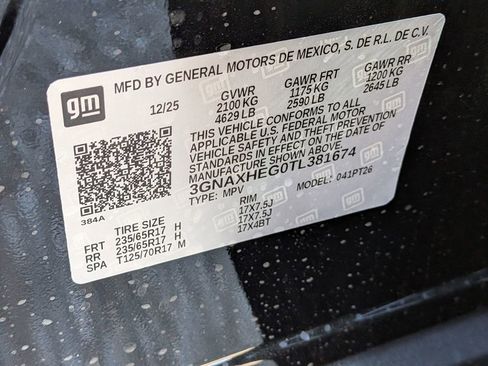 gm
MFD BY GENERAL MOTORS DE MEXICO, S. DE R.L. DE C.V.
12/25 GVWR GAWR FRT GAWR RR
2100 KG 1175 KG 1200 KG
4629 LB 2590 LB 2645 LB
THIS VEHICLE CONFORMS TO ALL
APPLICABLE U.S. FEDERAL MOTOR
VEHICLE SAFETY AND THEFT PREVENTION
STANDARDS IN EFFECT ON THE DATE OF
MANUFACTURE SHOWN ABOVE.
3GNAXHEG0TL381674
TYPE: MPV MODEL: 041PT26
384A
TIRE SIZE RIM
FRT 235/65R17 H 17X7.5J
RR 235/65R17 H 17X7.5J
SPA T125/70R17 M 17X4BT